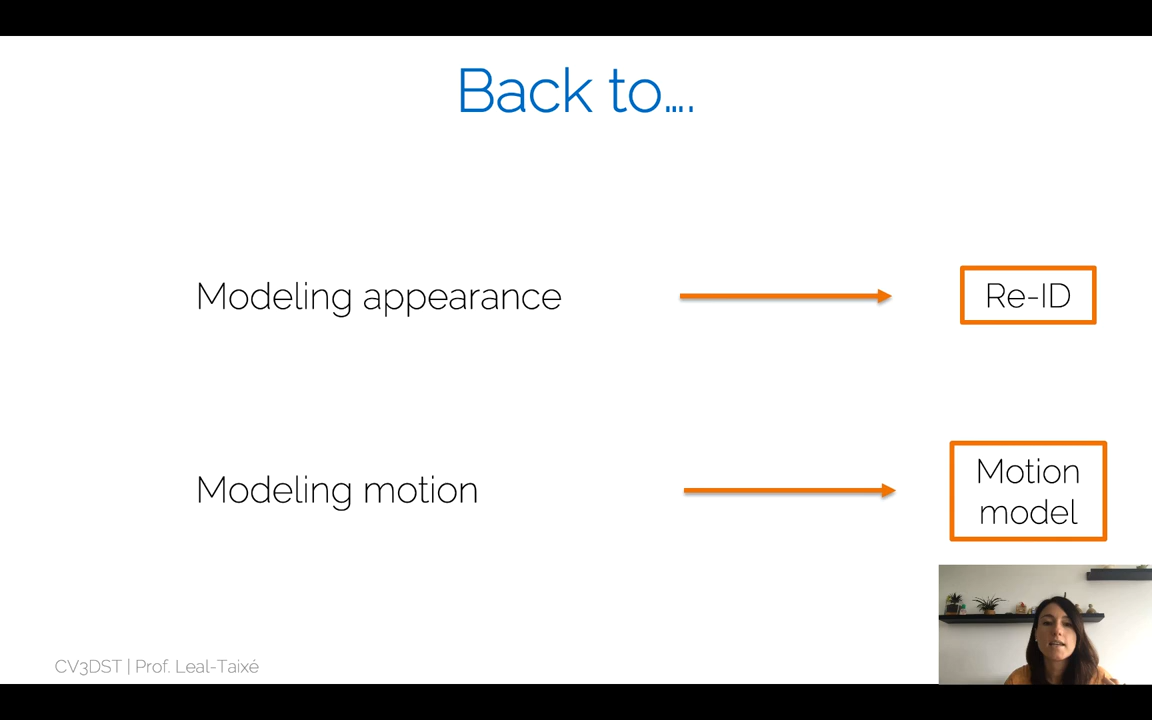 Back to....
Modeling appearance
Re-ID
Modeling motion
Motion
model
CV3DST | Prof. Leal-Taixé